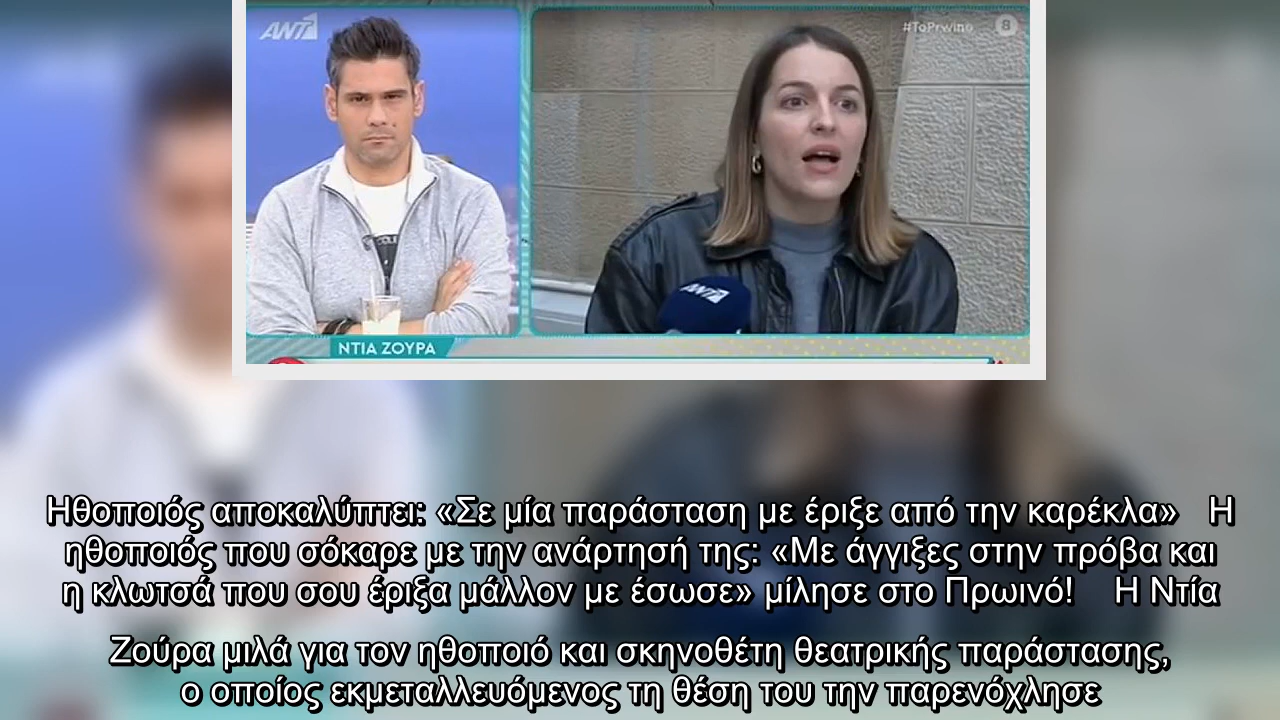 ΑΝΤ1
#ToPrwino
8
ΑΝΤ1
ΝΤΙΑ ΖΟΥΡΑ
Ηθοποιός αποκαλύπτει: «Σε μία παράσταση με έριξε από την καρέκλα» Η
ηθοποιός που σόκαρε με την ανάρτησή της: «Με άγγιξες στην πρόβα και
η κλωτσά που σου έριξα μάλλον με έσωσε» μίλησε στο Πρωινό! Η Ντία
Ζούρα μιλά για τον ηθοποιό και σκηνοθέτη θεατρικής παράστασης,
ο οποίος εκμεταλλευόμενος τη θέση του την παρενόχλησε